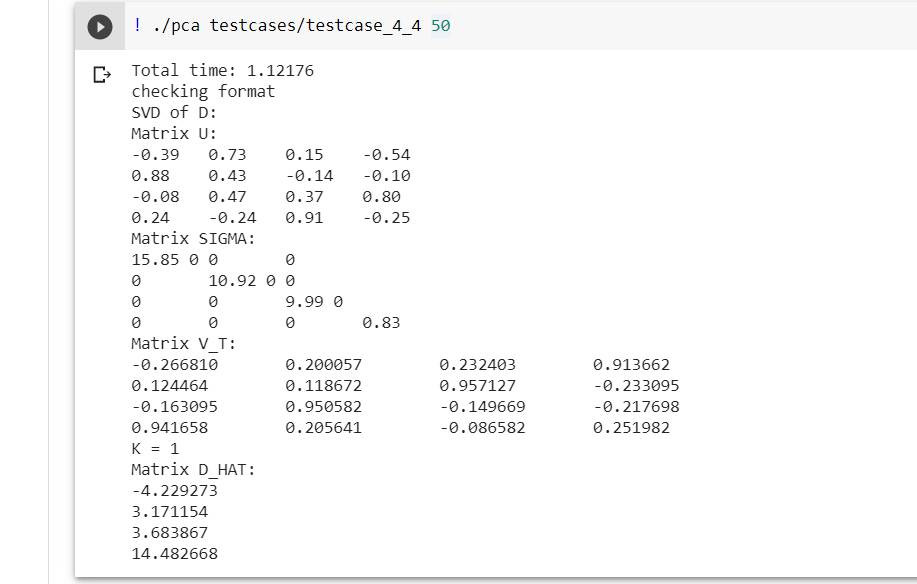 ! ./pca testcases/testcase_4_4 50
Total time: 1.12176
checking format
SVD of D:
Matrix U:
-0.39 0.73 0.15 -0.54
0.88 0.43 -0.14 -0.10
-0.08 0.47 0.37 0.80
0.24 -0.24 0.91 -0.25
Matrix SIGMA:
15.85 0 0 0
0 10.92 0 0
0 0 9.99 0
0 0 0 0.83
Matrix V_T:
-0.266810 0.200057 0.232403 0.913662
0.124464 0.118672 0.957127 -0.233095
-0.163095 0.950582 -0.149669 -0.217698
0.941658 0.205641 -0.086582 0.251982
K = 1
Matrix D_HAT:
-4.229273
3.171154
3.683867
14.482668